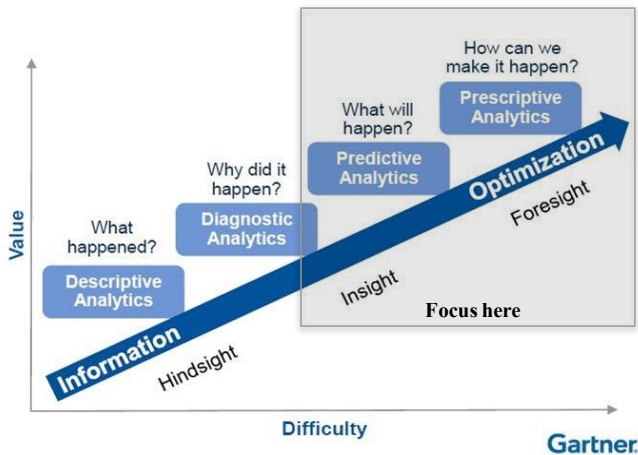 How can we
make it happen?
Prescriptive
Analytics
What will
happen?
Predictive
Analytics
Why did it
happen?
Diagnostic
Analytics
What
happened?
Descriptive
Analytics
Value
Information
Optimization
Hindsight
Insight
Foresight
Focus here
Difficulty
Gartner.